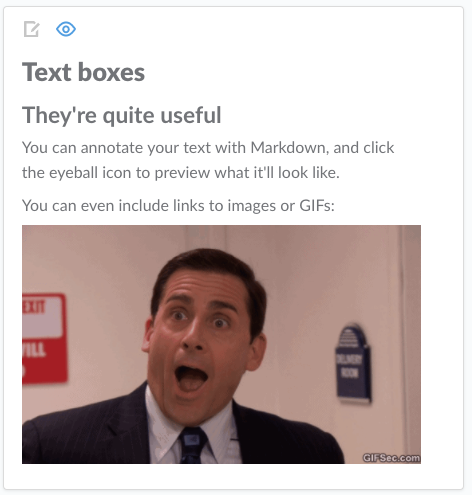 Text boxes
They're quite useful
You can annotate your text with Markdown, and click
the eyeball icon to preview what it'll look like.
You can even include links to images or GIFs:
EXIT
DELIVERY
ROOM
GIFSec.com